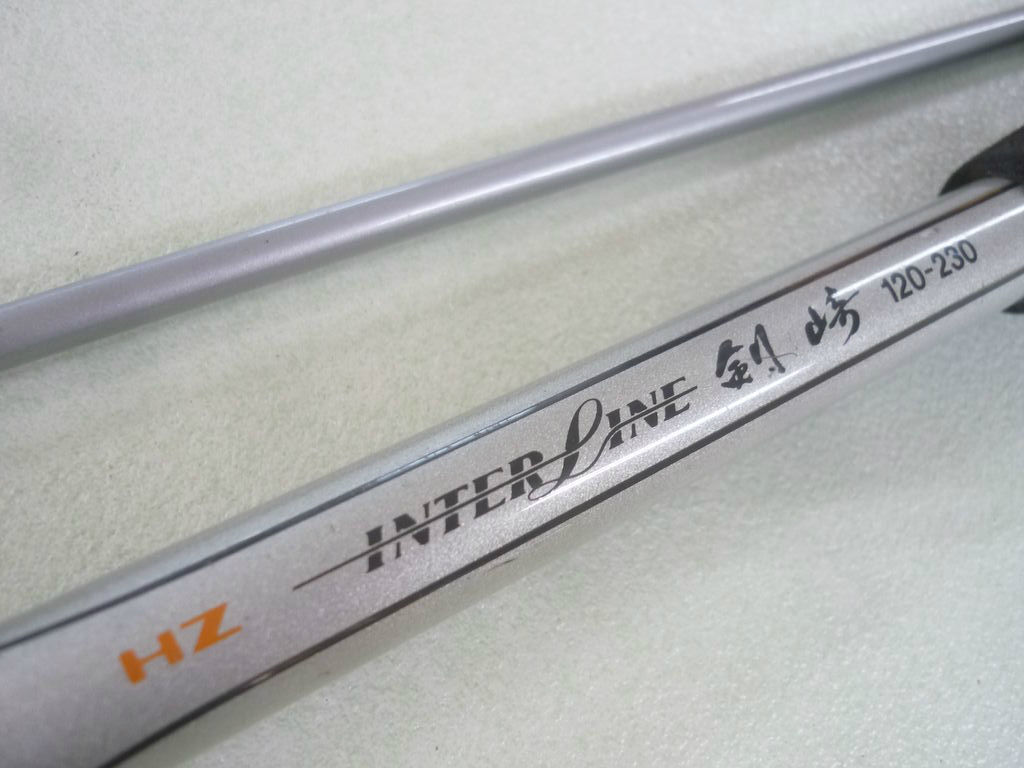 HZ INTERLINE 剣崎 120-230